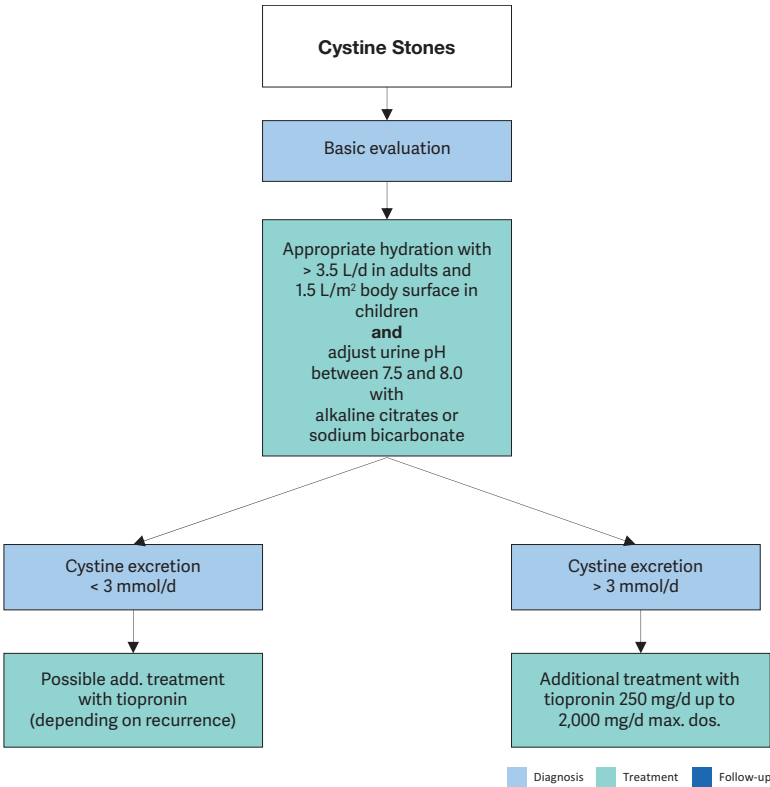 Cystine Stones
Basic evaluation
Appropriate hydration with
> 3.5 L/d in adults and
1.5 L/m² body surface in
children
and
adjust urine pH
between 7.5 and 8.0
with
alkaline citrates or
sodium bicarbonate
Cystine excretion
< 3 mmol/d
Cystine excretion
> 3 mmol/d
Possible add. treatment
with tiopronin
(depending on recurrence)
Additional treatment with
tiopronin 250 mg/d up to
2,000 mg/d max. dos.
Diagnosis
Treatment
Follow-up